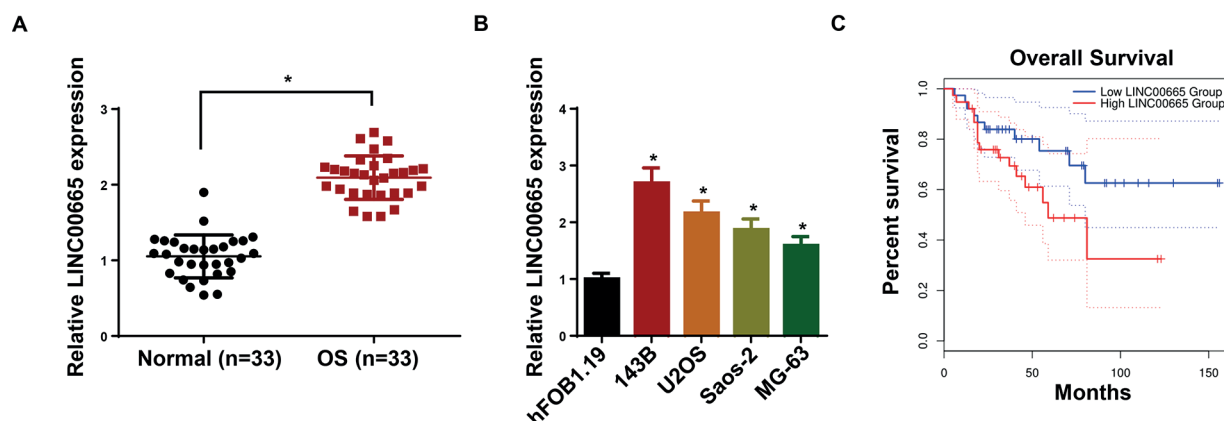 A
Relative LINC00665 expression
3
2
1
0
*
Normal (n=33)
OS (n=33)
B
Relative LINC00665 expression
4
3
2
1
0
*
*
*
*
hFOB1.19
143B
U2OS
Saos-2
MG-63
C
Overall Survival
Low LINC00665 Group
High LINC00665 Group
Percent survival
1.0
0.8
0.6
0.4
0.2
0.0
0
50
100
150
Months